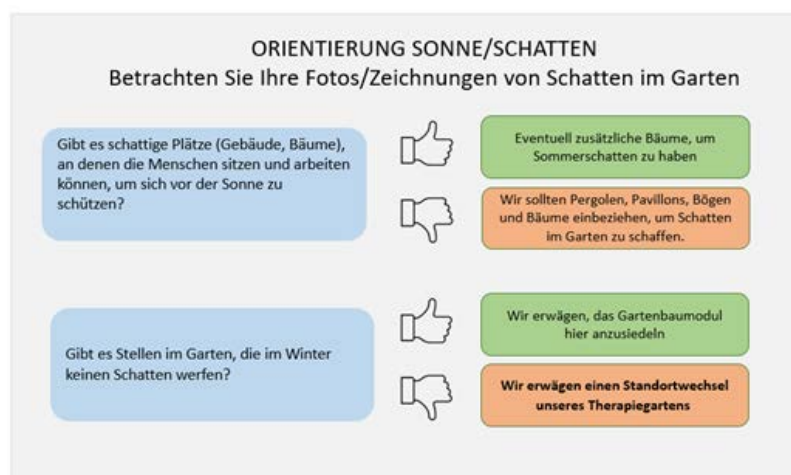 ORIENTIERUNG SONNE/SCHATTEN
Betrachten Sie Ihre Fotos/Zeichnungen von Schatten im Garten
Gibt es schattige Plätze (Gebäude, Bäume),
an denen die Menschen sitzen und arbeiten
können, um sich vor der Sonne zu
schützen?
Eventuell zusätzliche Bäume, um
Sommerschatten zu haben
Wir sollten Pergolen, Pavillons, Bögen
und Bäume einbeziehen, um Schatten
im Garten zu schaffen.
Gibt es Stellen im Garten, die im Winter
keinen Schatten werfen?
Wir erwägen, das Gartenbaumodul
hier anzusiedeln
Wir erwägen einen Standortwechsel
unseres Therapiegartens